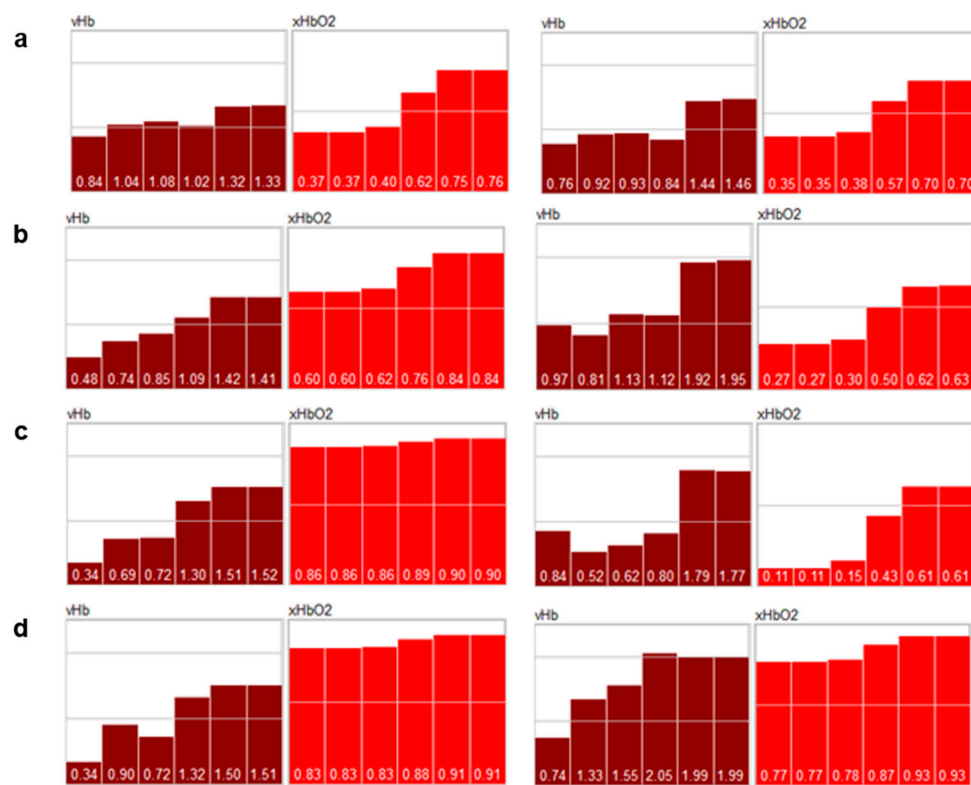 a
vHb
xHbO2
vHb
xHbO2
0.84 1.04 1.08 1.02 1.32 1.33
0.37 0.37 0.40 0.62 0.75 0.76
0.76 0.92 0.93 0.84 1.44 1.46
0.35 0.35 0.38 0.57 0.70 0.70
b
vHb
xHbO2
vHb
xHbO2
0.48 0.74 0.85 1.09 1.42 1.41
0.60 0.60 0.62 0.76 0.84 0.84
0.97 0.81 1.13 1.12 1.92 1.95
0.27 0.27 0.30 0.50 0.62 0.63
c
vHb
xHbO2
vHb
xHbO2
0.34 0.69 0.72 1.30 1.51 1.52
0.86 0.86 0.86 0.89 0.90 0.90
0.84 0.52 0.62 0.80 1.79 1.77
0.11 0.11 0.15 0.43 0.61 0.61
d
vHb
xHbO2
vHb
xHbO2
0.34 0.90 0.72 1.32 1.50 1.51
0.83 0.83 0.83 0.88 0.91 0.91
0.74 1.33 1.55 2.05 1.99 1.99
0.77 0.77 0.78 0.87 0.93 0.93